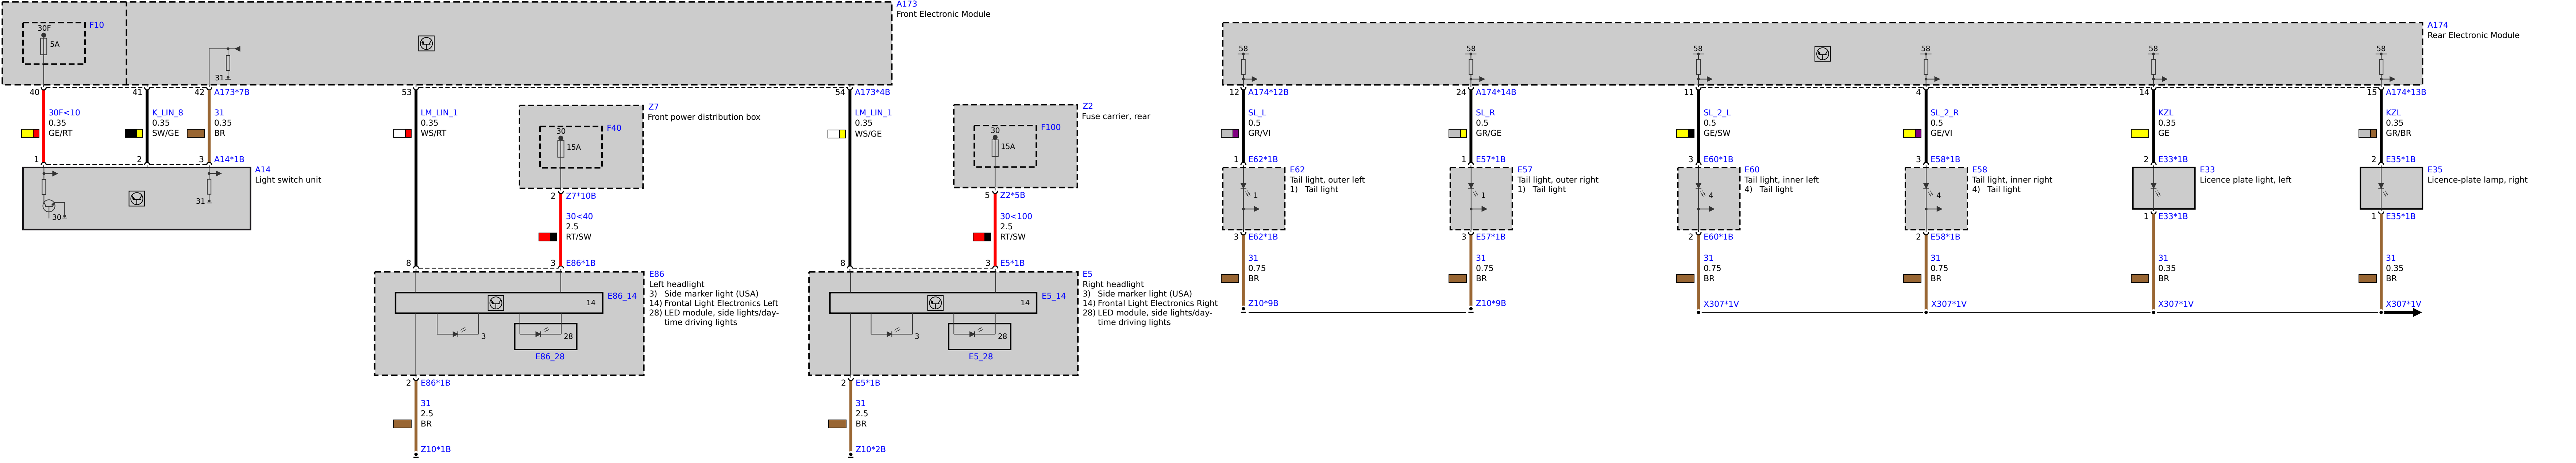 A173
Front Electronic Module
F10
30F
5A
31
40
41
42
A173*7B
30F<10
0.35
GE/RT
K_LIN_8
0.35
SW/GE
31
0.35
BR
1
2
3
A14*1B
A14
Light switch unit
30
31
53
LM_LIN_1
0.35
WS/RT
Z7
Front power distribution box
F40
30
15A
2
Z7*10B
30<40
2.5
RT/SW
8
3
E86*1B
E86
Left headlight
3) Side marker light (USA)
14) Frontal Light Electronics Left
28) LED module, side lights/day-
time driving lights
E86_14
14
3
28
E86_28
2
E86*1B
31
2.5
BR
Z10*1B
54
A173*4B
LM_LIN_1
0.35
WS/GE
Z2
Fuse carrier, rear
F100
30
15A
5
Z2*5B
30<100
2.5
RT/SW
8
3
E5*1B
E5
Right headlight
3) Side marker light (USA)
14) Frontal Light Electronics Right
28) LED module, side lights/day-
time driving lights
E5_14
14
3
28
E5_28
2
E5*1B
31
2.5
BR
Z10*2B
A174
Rear Electronic Module
58
58
58
58
58
58
12
A174*12B
SL_L
0.5
GR/VI
1
E62*1B
E62
Tail light, outer left
1) Tail light
1
3
E62*1B
31
0.75
BR
Z10*9B
24
A174*14B
SL_R
0.5
GR/GE
1
E57*1B
E57
Tail light, outer right
1) Tail light
1
3
E57*1B
31
0.75
BR
Z10*9B
11
SL_2_L
0.5
GE/SW
3
E60*1B
E60
Tail light, inner left
4) Tail light
4
2
E60*1B
31
0.75
BR
X307*1V
4
SL_2_R
0.5
GE/VI
3
E58*1B
E58
Tail light, inner right
4) Tail light
4
2
E58*1B
31
0.75
BR
X307*1V
14
KZL
0.35
GE
2
E33*1B
E33
Licence plate light, left
1
E33*1B
31
0.35
BR
X307*1V
15
A174*13B
KZL
0.35
GR/BR
2
E35*1B
E35
Licence-plate lamp, right
1
E35*1B
31
0.35
BR
X307*1V